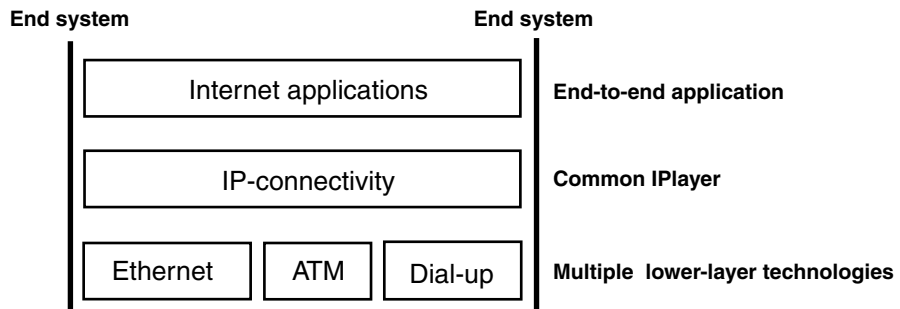 End system End system
Internet applications End-to-end application
IP-connectivity Common IPlayer
Ethernet ATM Dial-up Multiple lower-layer technologies